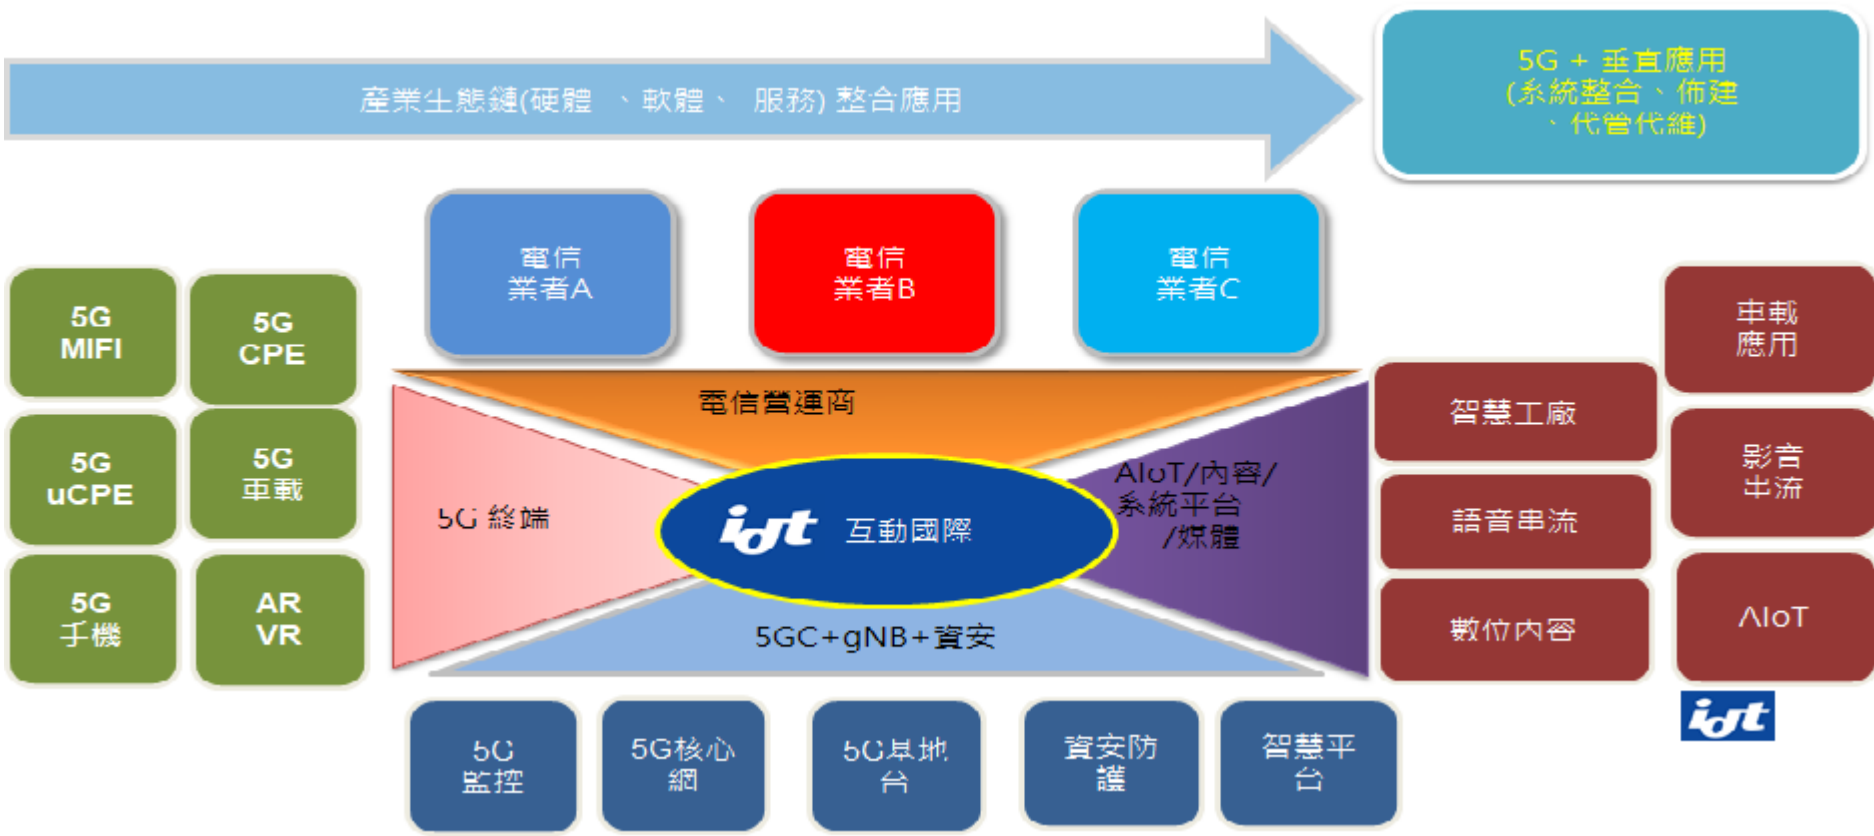 產業生態鏈(硬體 、軟體、 服務) 整合應用
5G + 垂直應用
(系統整合、佈建
、代管代維)
電信
業者A
電信
業者B
電信
業者C
5G
MIFI
5G
CPE
5G
uCPE
5G
車載
5G
手機
AR
VR
電信營運商
5G 終端
idt 互動國際
AIoT/內容/
系統平台
/媒體
5GC+gNB+資安
智慧工廠
語音串流
數位內容
車載
應用
影音
串流
AIoT
5G
監控
5G核心
網
5G基地
台
資安防
護
智慧平
台
idt